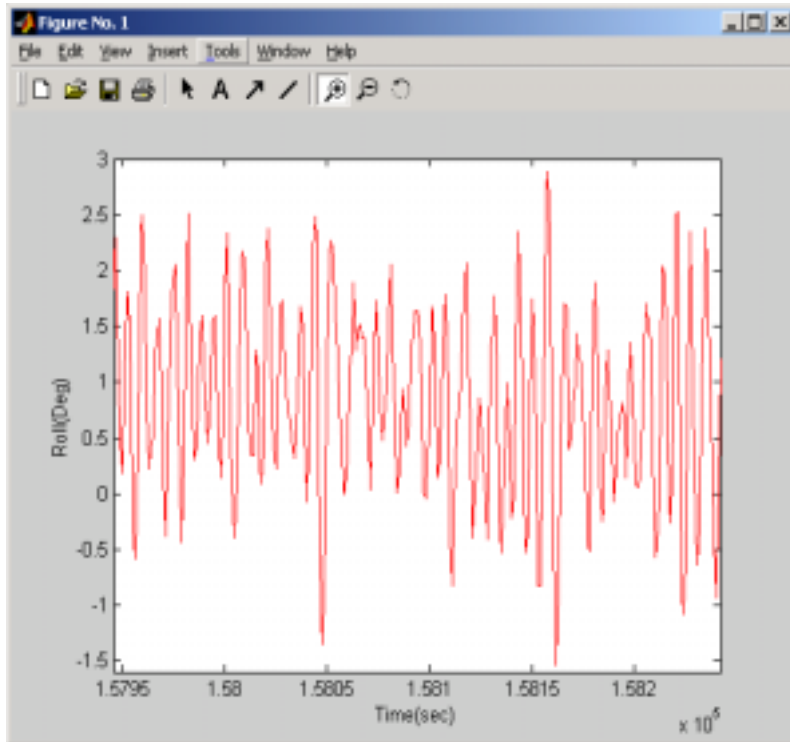 Figure No. 1
File Edit View Insert Tools Window Help
A
3
2.5
2
1.5
1
0.5
0
-0.5
-1
-1.5
Roll(Deg)
1.5795 1.58 1.5805 1.581 1.5815 1.582
Time(sec)
x 10^5